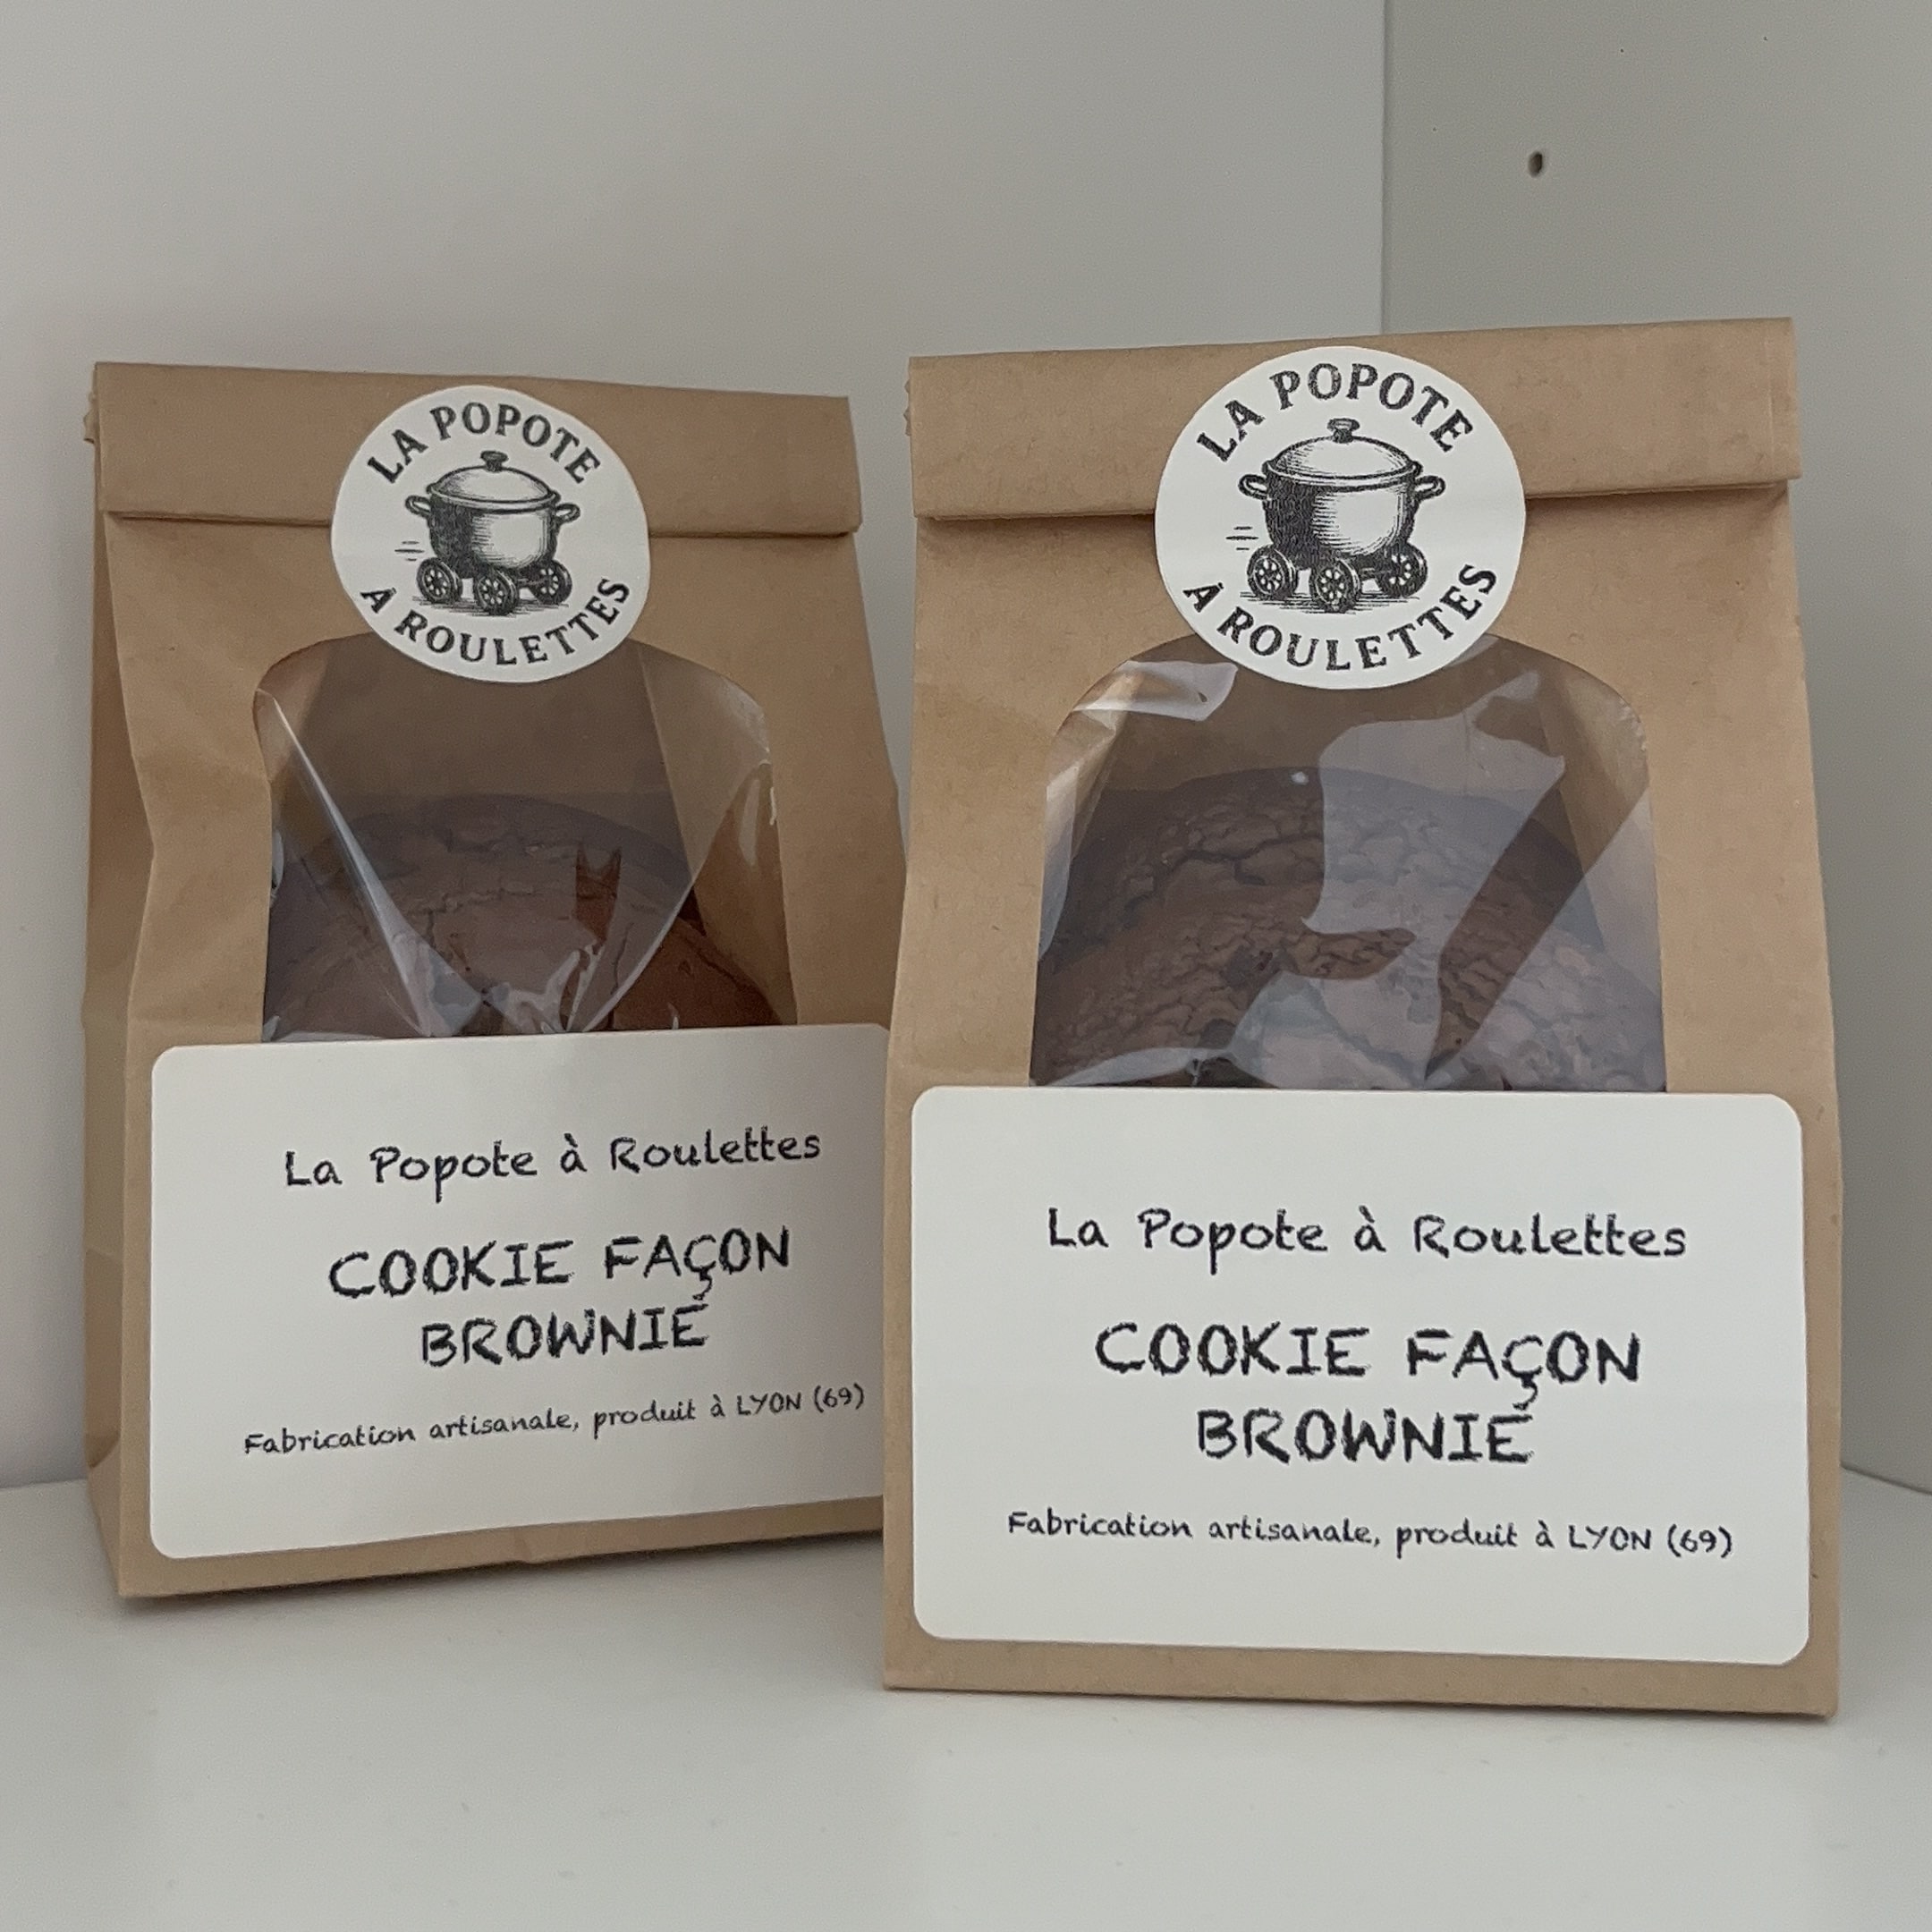 LA POPOTE
À ROULETTES
La Popote à Roulettes
COOKIE FAÇON
BROWNIE
Fabrication artisanale, produit à LYON (69)
LA POPOTE
À ROULETTES
La Popote à Roulettes
COOKIE FAÇON
BROWNIE
Fabrication artisanale, produit à LYON (69)